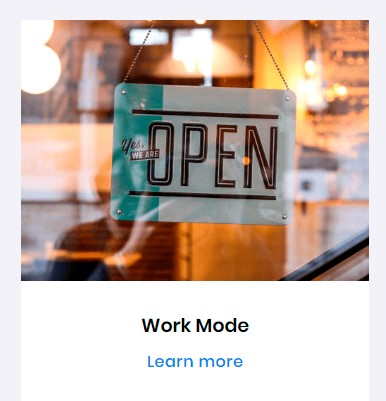 Yes,
WE ARE
OPEN
Work Mode
Learn more